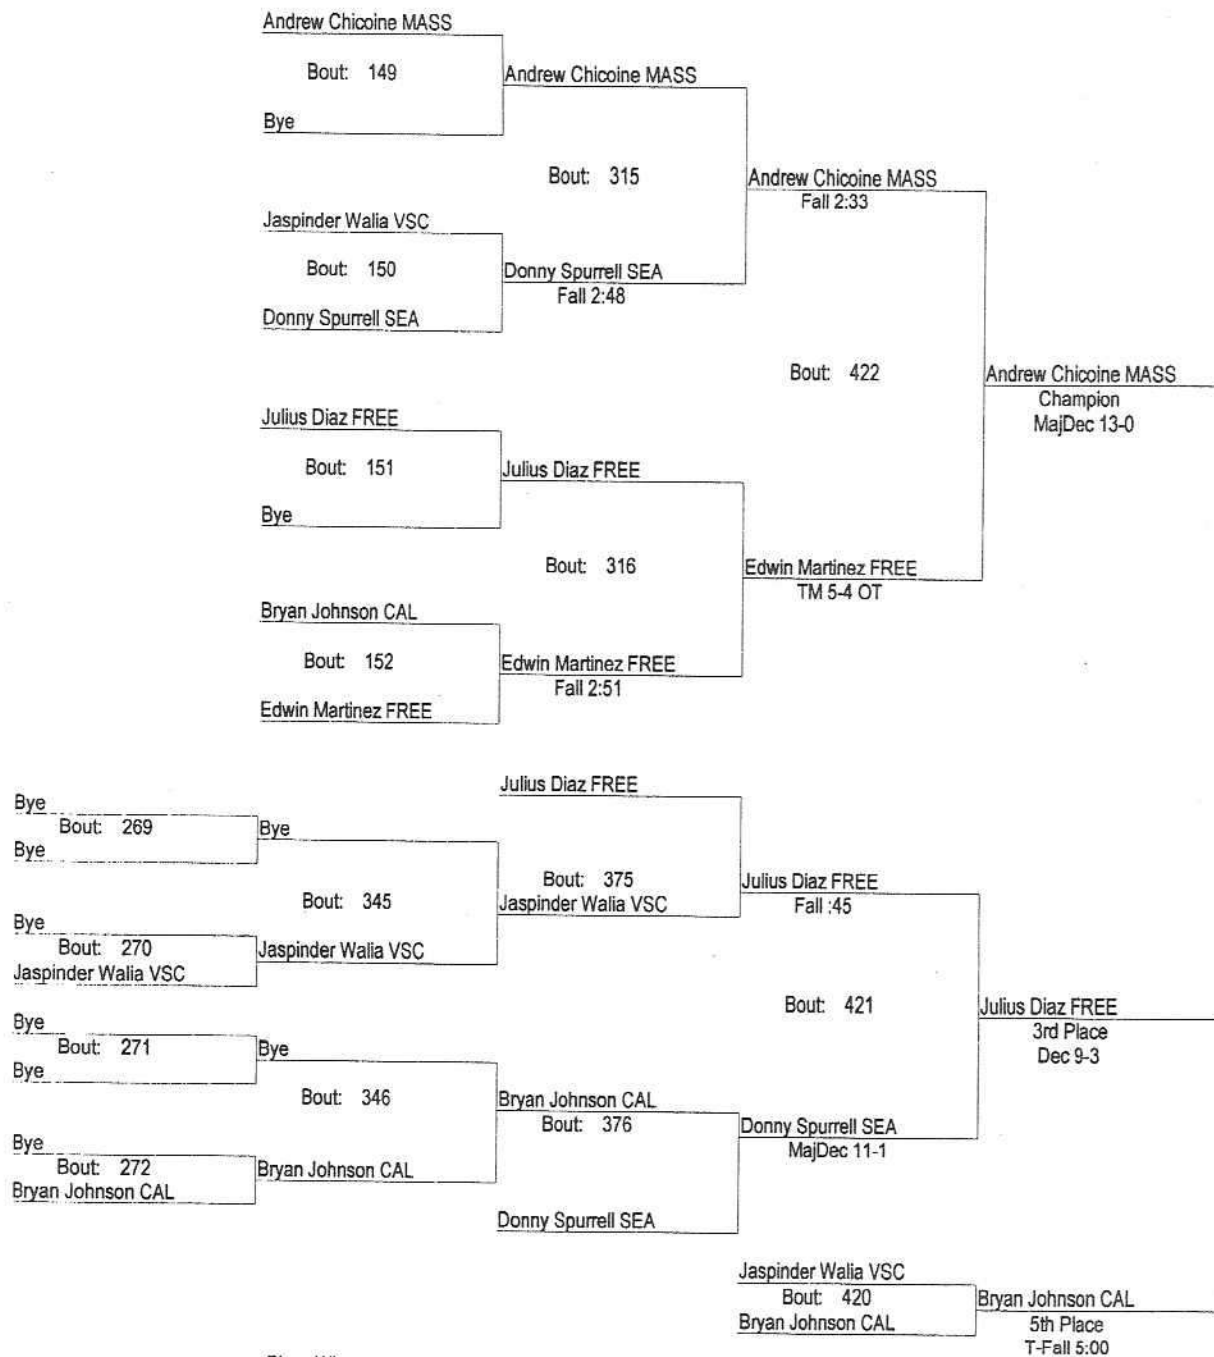 Andrew Chicoine MASS
Bout: 149
Andrew Chicoine MASS
Bye
Bout: 315
Andrew Chicoine MASS
Fall 2:33
Jaspinder Walia VSC
Bout: 150
Donny Spurrell SEA
Fall 2:48
Donny Spurrell SEA
Bout: 422
Andrew Chicoine MASS
Champion
MajDec 13-0
Julius Diaz FREE
Bout: 151
Julius Diaz FREE
Bye
Bout: 316
Edwin Martinez FREE
TM 5-4 OT
Bryan Johnson CAL
Bout: 152
Edwin Martinez FREE
Fall 2:51
Edwin Martinez FREE
Julius Diaz FREE
Bye
Bout: 269
Bye
Bye
Bout: 375
Julius Diaz FREE
Fall :45
Bout: 345
Jaspinder Walia VSC
Bye
Bout: 270
Jaspinder Walia VSC
Jaspinder Walia VSC
Bout: 421
Julius Diaz FREE
3rd Place
Dec 9-3
Bye
Bout: 271
Bye
Bye
Bout: 346
Bryan Johnson CAL
Bout: 376
Donny Spurrell SEA
MajDec 11-1
Bye
Bout: 272
Bryan Johnson CAL
Bryan Johnson CAL
Donny Spurrell SEA
Jaspinder Walia VSC
Bout: 420
Bryan Johnson CAL
Bryan Johnson CAL
5th Place
T-Fall 5:00